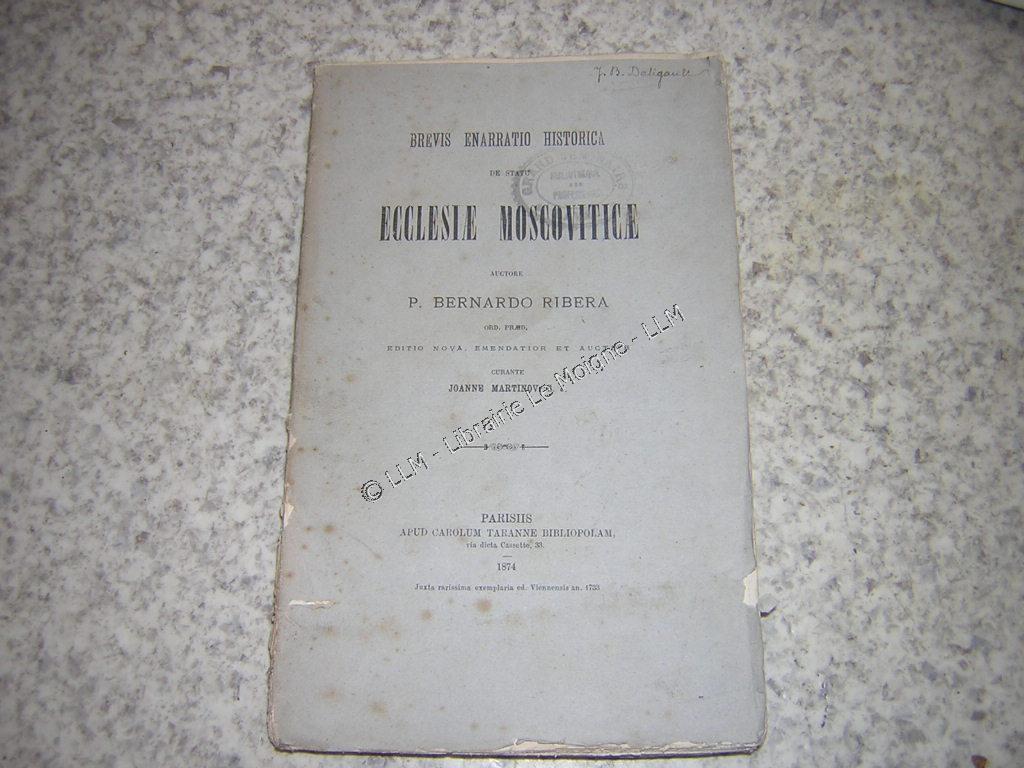 J. B. Daligault
BREVIS ENARRATIO HISTORICA
DE STATU
ECCLESIÆ MOSCOVITICÆ
AUCTORE
P. BERNARDO RIBERA
ORD. PRÆD,
EDITIO NOVA, EMENDATIOR ET AUCTIOR
CURANTE
JOANNE MARTINOV
© LLM - Librairie Le Moigne - LLM
PARISIIS
APUD CAROLUM TARANNE BIBLIOPOLAM,
via dicta Cassette, 33.
1874
Juxta rarissima exemplaria ed. Viennensis an. 1733